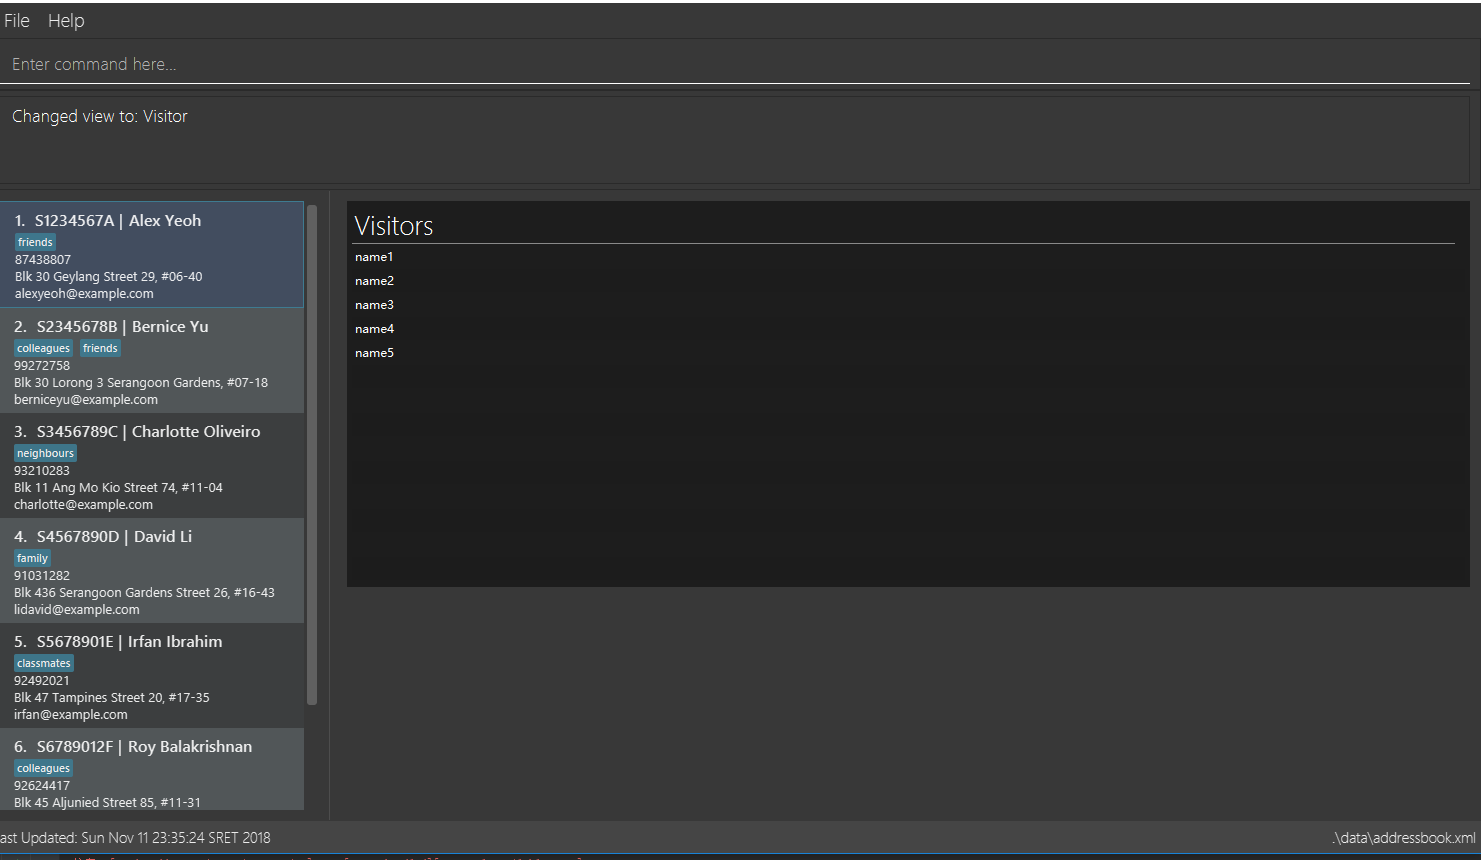 File Help
Enter command here...
Changed view to: Visitor
1. S1234567A | Alex Yeoh
friends
87438807
Blk 30 Geylang Street 29, #06-40
alexyeoh@example.com
2. S2345678B | Bernice Yu
colleagues friends
99272758
Blk 30 Lorong 3 Serangoon Gardens, #07-18
berniceyu@example.com
3. S3456789C | Charlotte Oliveiro
neighbours
93210283
Blk 11 Ang Mo Kio Street 74, #11-04
charlotte@example.com
4. S4567890D | David Li
family
91031282
Blk 436 Serangoon Gardens Street 26, #16-43
lidavid@example.com
5. S5678901E | Irfan Ibrahim
classmates
92492021
Blk 47 Tampines Street 20, #17-35
irfan@example.com
6. S6789012F | Roy Balakrishnan
colleagues
92624417
Blk 45 Aljunied Street 85, #11-31
Visitors
name1
name2
name3
name4
name5
ast Updated: Sun Nov 11 23:35:24 SRET 2018
.\data\addressbook.xml